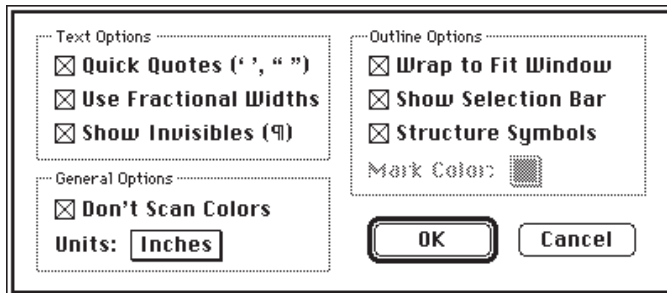 Text Options
Quick Quotes (‘ ’, “ ”)
Use Fractional Widths
Show Invisibles (¶)
General Options
Don't Scan Colors
Units: Inches
Outline Options
Wrap to Fit Window
Show Selection Bar
Structure Symbols
Mark Color:
OK
Cancel